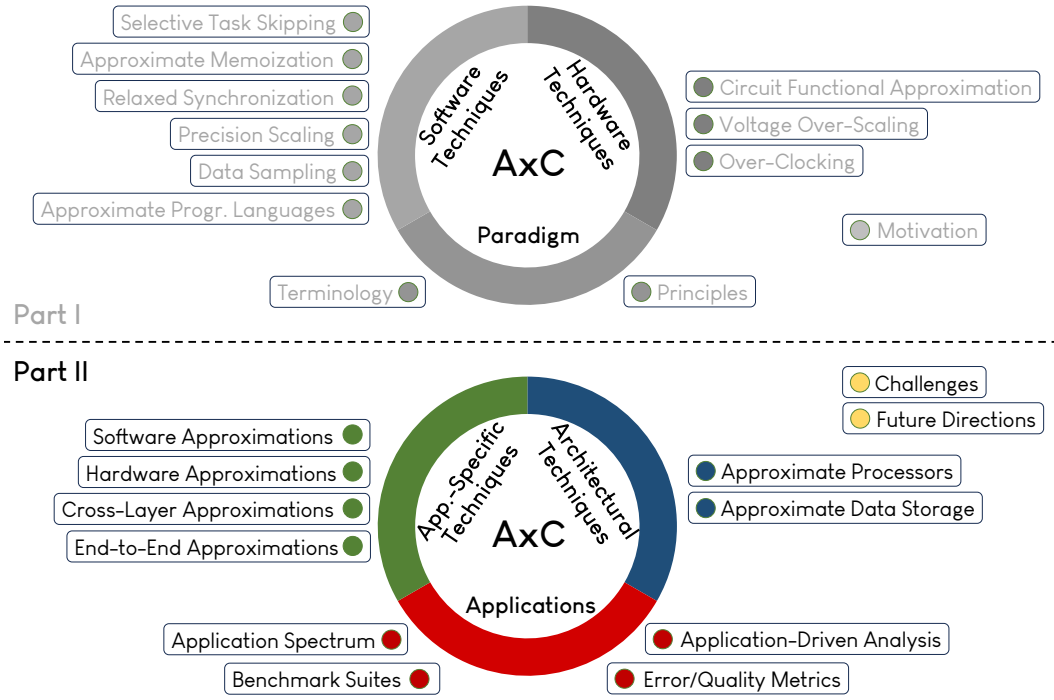 Selective Task Skipping
Approximate Memoization
Relaxed Synchronization
Precision Scaling
Data Sampling
Approximate Progr. Languages
Software
Techniques
Hardware
Techniques
AxC
Paradigm
Circuit Functional Approximation
Voltage Over-Scaling
Over-Clocking
Motivation
Terminology
Principles
Part I
Part II
Challenges
Future Directions
Software Approximations
Hardware Approximations
Cross-Layer Approximations
End-to-End Approximations
App.-Specific
Techniques
Architectural
Techniques
AxC
Applications
Approximate Processors
Approximate Data Storage
Application Spectrum
Benchmark Suites
Application-Driven Analysis
Error/Quality Metrics